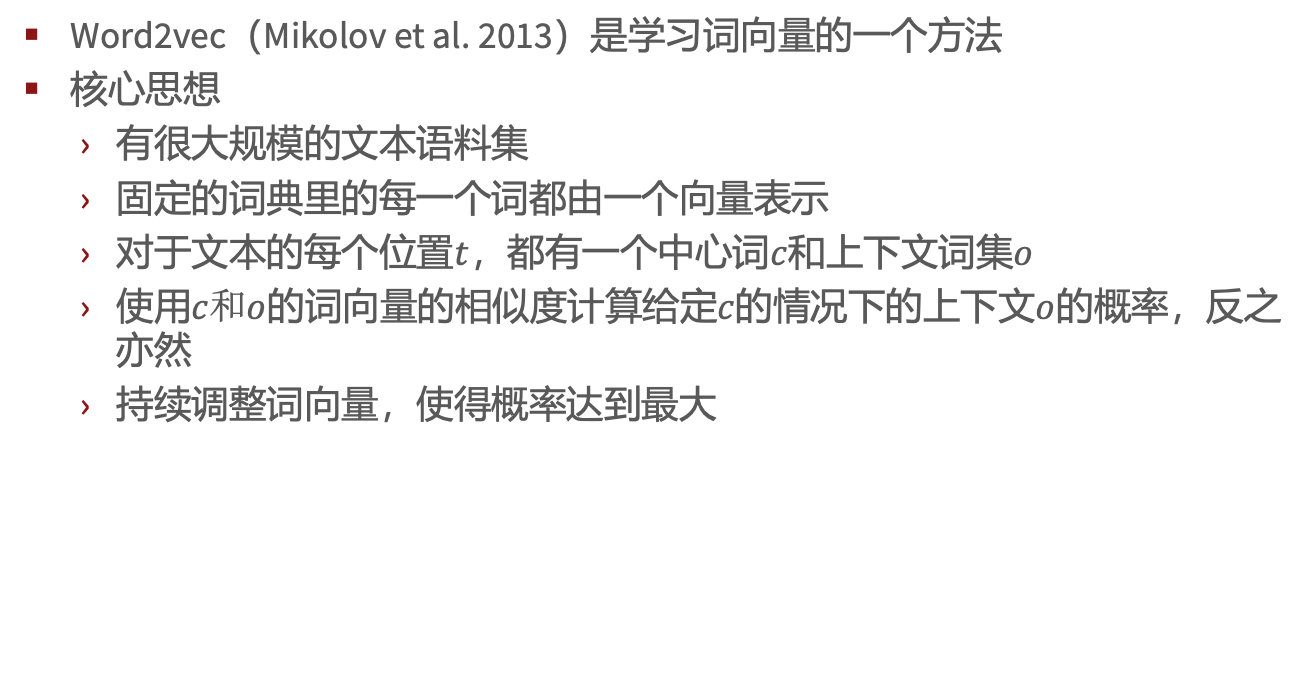 Word2vec（Mikolov et al. 2013）是学习词向量的一个方法
核心思想
有很大规模的文本语料集
固定的词典里的每一个词都由一个向量表示
对于文本的每个位置t，都有一个中心词c和上下文词集o
使用c和o的词向量的相似度计算给定c的情况下的上下文o的概率，反之
亦然
持续调整词向量，使得概率达到最大